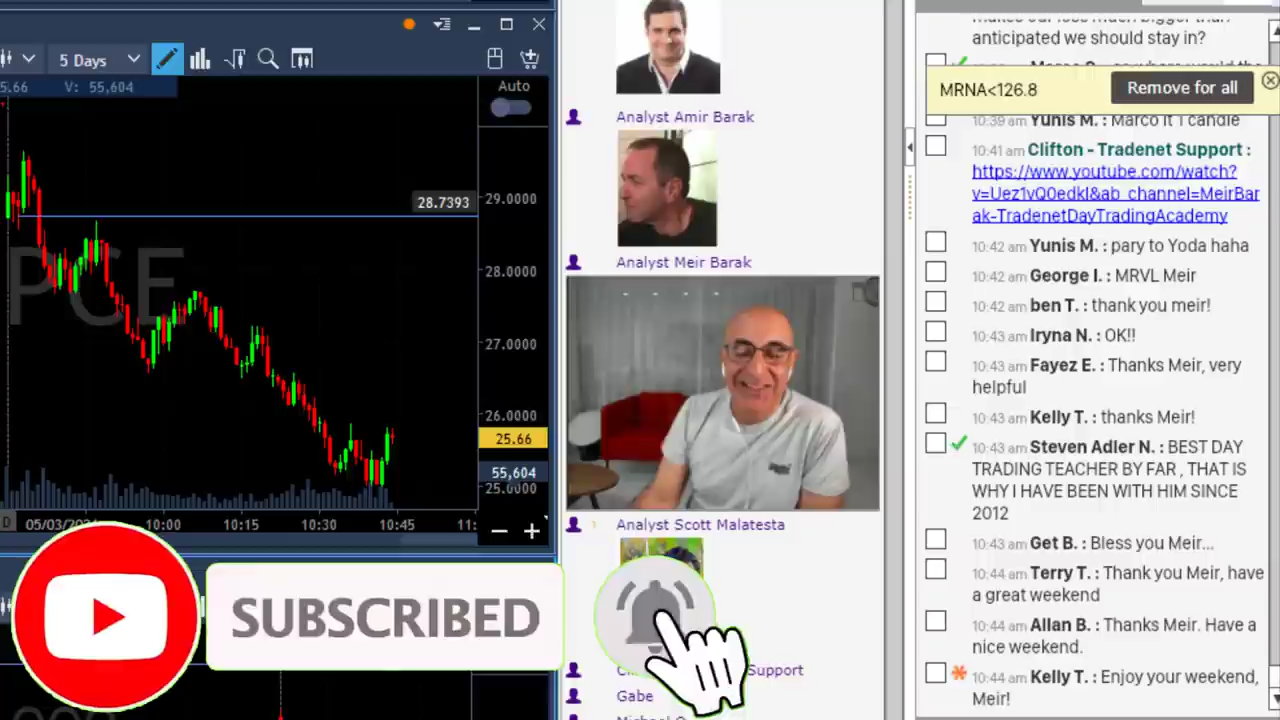 5 Days
5.66 V: 55,604
Auto
29.0000
28.7393
PCE
28.0000
27.0000
26.0000
25.66
55,604
25.0000
D 05/03/ 10:00 10:15 10:30 10:45 11:
SUBSCRIBED
Analyst Amir Barak
Analyst Meir Barak
Analyst Scott Malatesta
Support
Gabe
anticipated we should stay in?
MRNA<126.8
Remove for all
10:39 am Yunis M. : Marco it 1 candle
10:41 am Clifton - Tradenet Support :
https://www.youtube.com/watch?
v=Uez1vQ0edkI&ab_channel=MeirBar
ak-TradenetDayTradingAcademy
10:42 am Yunis M. : pary to Yoda haha
10:42 am George I. : MRVL Meir
10:42 am ben T. : thank you meir!
10:43 am Iryna N. : OK!!
10:43 am Fayez E. : Thanks Meir, very
helpful
10:43 am Kelly T. : thanks Meir!
10:43 am Steven Adler N. : BEST DAY
TRADING TEACHER BY FAR , THAT IS
WHY I HAVE BEEN WITH HIM SINCE
2012
10:43 am Get B. : Bless you Meir...
10:44 am Terry T. : Thank you Meir, have
a great weekend
10:44 am Allan B. : Thanks Meir. Have a
nice weekend.
10:44 am Kelly T. : Enjoy your weekend,
Meir!